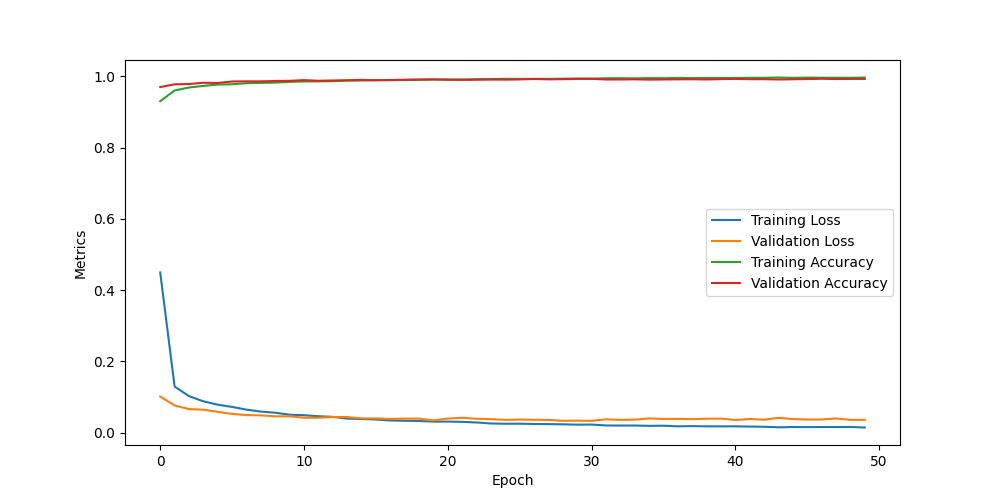 1.0
0.8
0.6
0.4
0.2
0.0
Metrics
0 10 20 30 40 50
Epoch
Training Loss
Validation Loss
Training Accuracy
Validation Accuracy